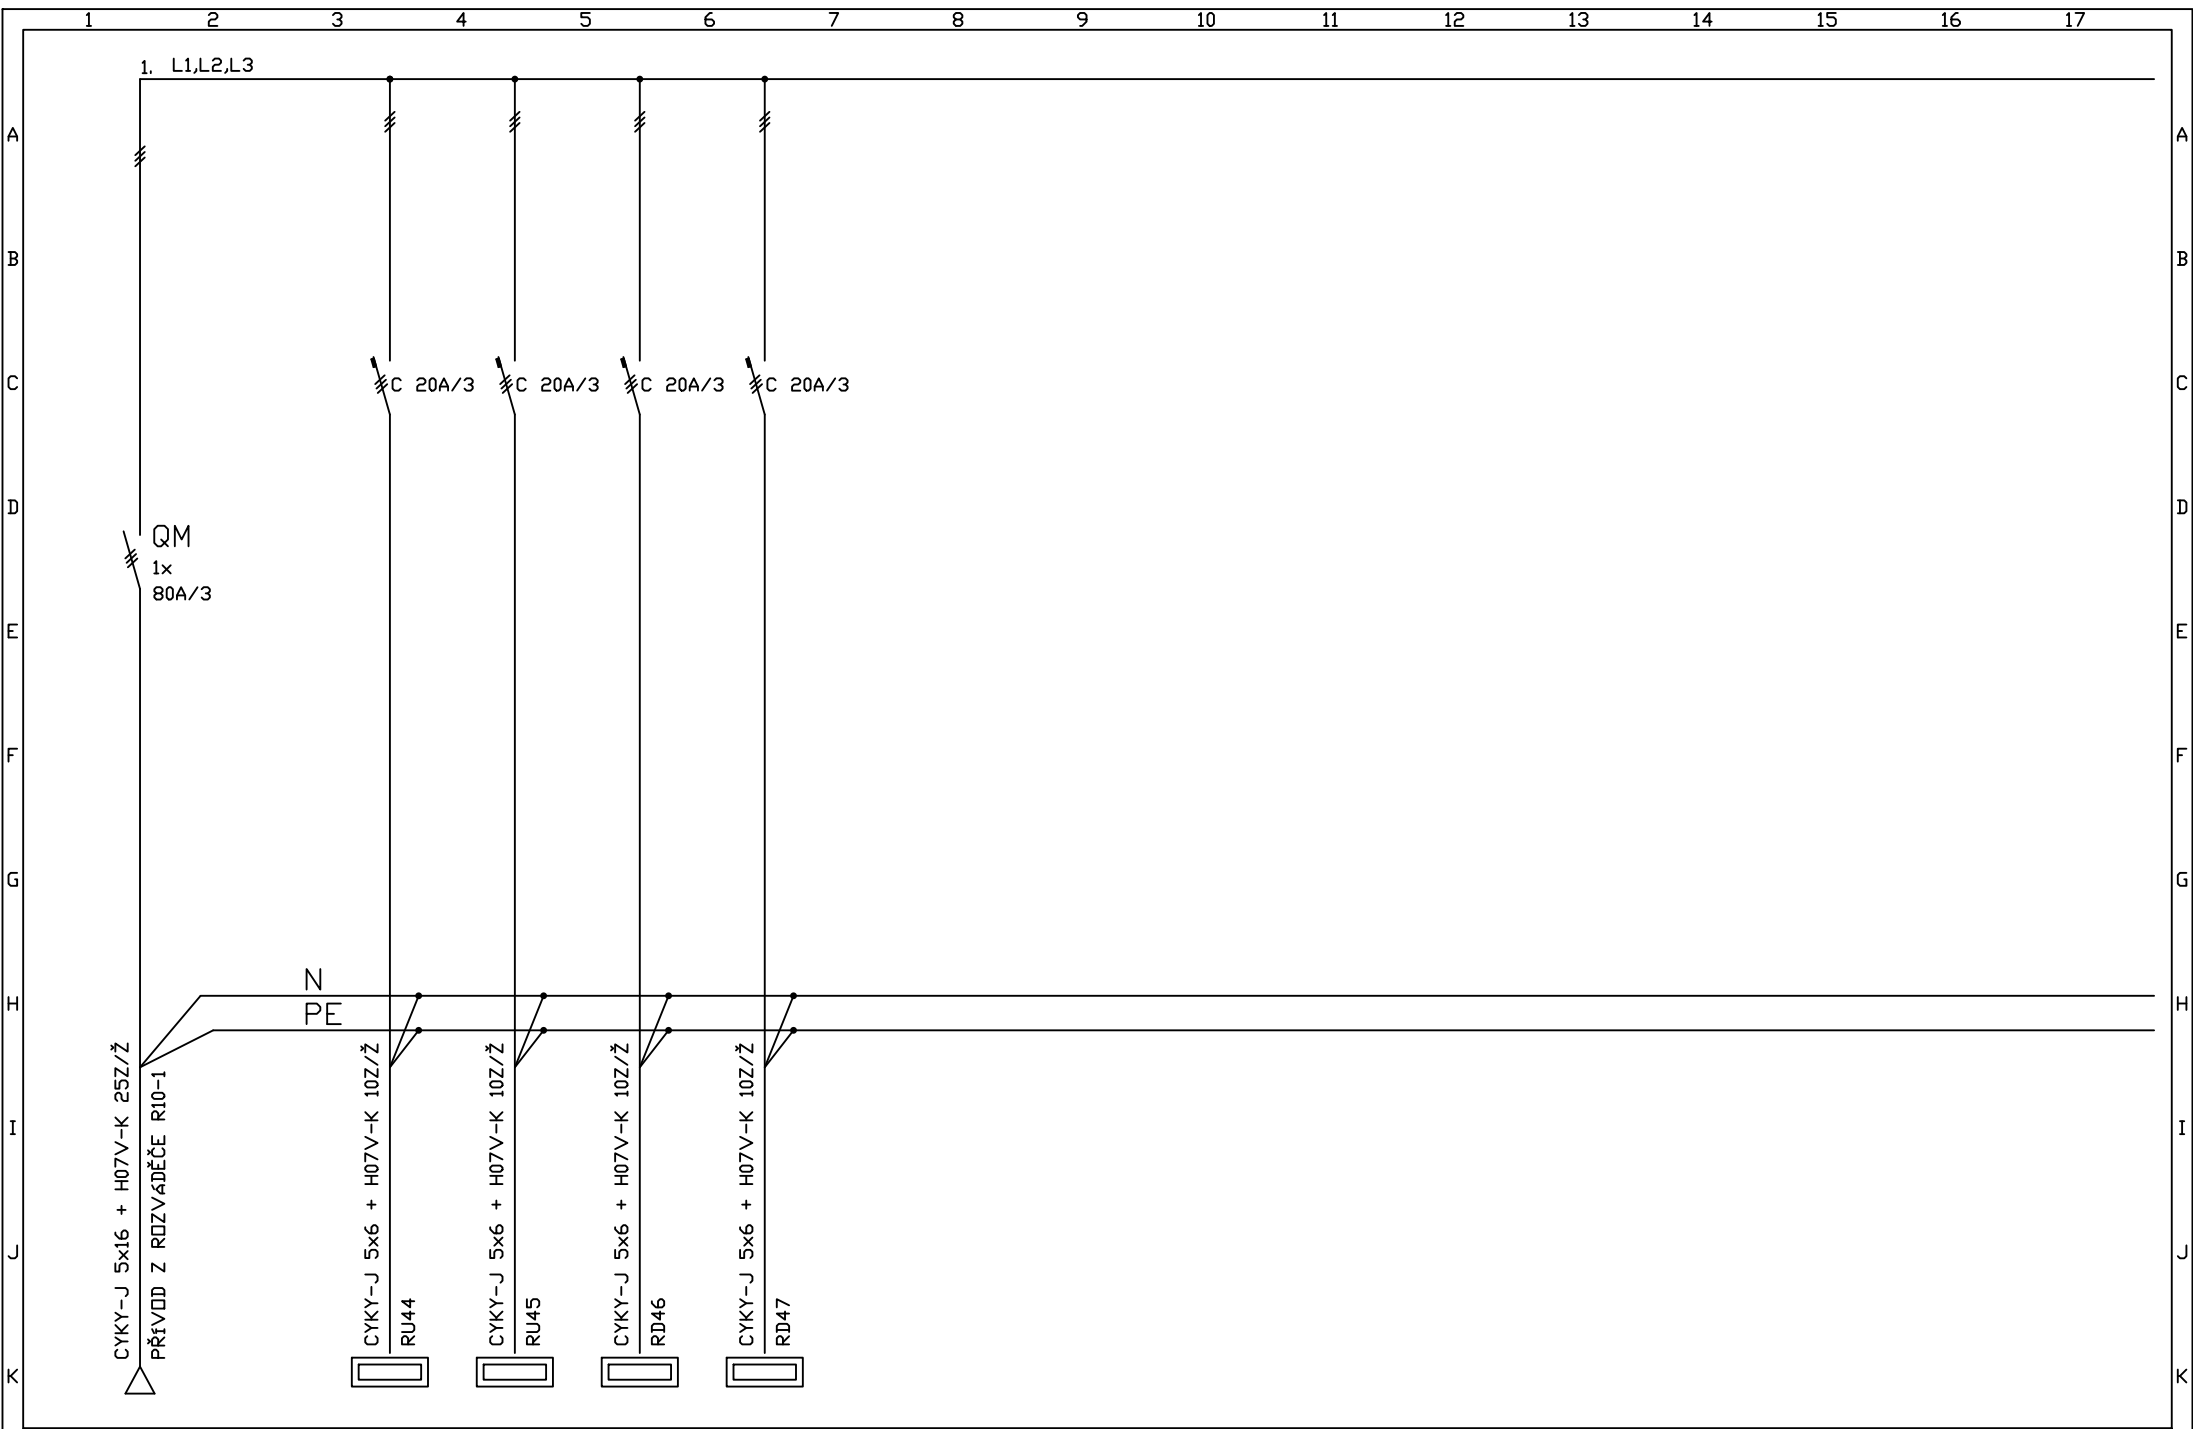 1 2 3 4 5 6 7 8 9 10 11 12 13 14 15 16 17
1. L1,L2,L3
A A
B B
C C 20A/3 C 20A/3 C 20A/3 C 20A/3 C
D D
QM
1x
80A/3
E E
F F
G G
N
H H
PE
CYKY-J 5x16 + H07V-K 25Z/Ž
PŘÍVOD Z ROZVÁDĚČE R10-1
CYKY-J 5x6 + H07V-K 10Z/Ž
RU44
CYKY-J 5x6 + H07V-K 10Z/Ž
RU45
CYKY-J 5x6 + H07V-K 10Z/Ž
RD46
CYKY-J 5x6 + H07V-K 10Z/Ž
RD47
I I
J J
K K